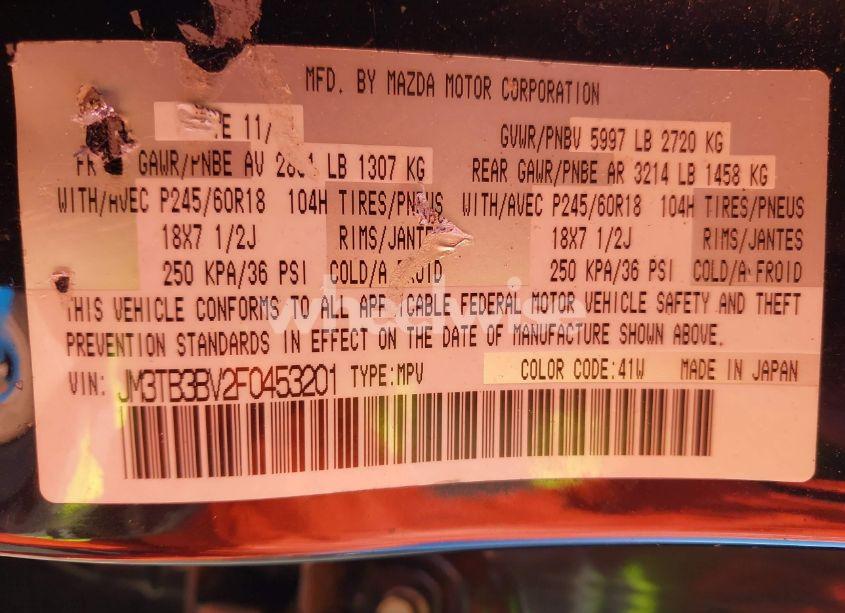 MFD. BY MAZDA MOTOR CORPORATION
11/ GVWR/PNBV 5997 LB 2720 KG
GAWR/PNBE AV LB 1307 KG REAR GAWR/PNBE AR 3214 LB 1458 KG
WITH/AVEC P245/60R18 104H TIRES/PNEUS WITH/AVEC P245/60R18 104H TIRES/PNEUS
18X7 1/2J RIMS/JANTES 18X7 1/2J RIMS/JANTES
250 KPA/36 PSI COLD/A FROID 250 KPA/36 PSI COLD/A FROID
THIS VEHICLE CONFORMS TO ALL APPLICABLE FEDERAL MOTOR VEHICLE SAFETY AND THEFT
PREVENTION STANDARDS IN EFFECT ON THE DATE OF MANUFACTURE SHOWN ABOVE.
VIN: JM3TB3BV2F0453201 TYPE:MPV COLOR CODE:41W MADE IN JAPAN
wheelwise